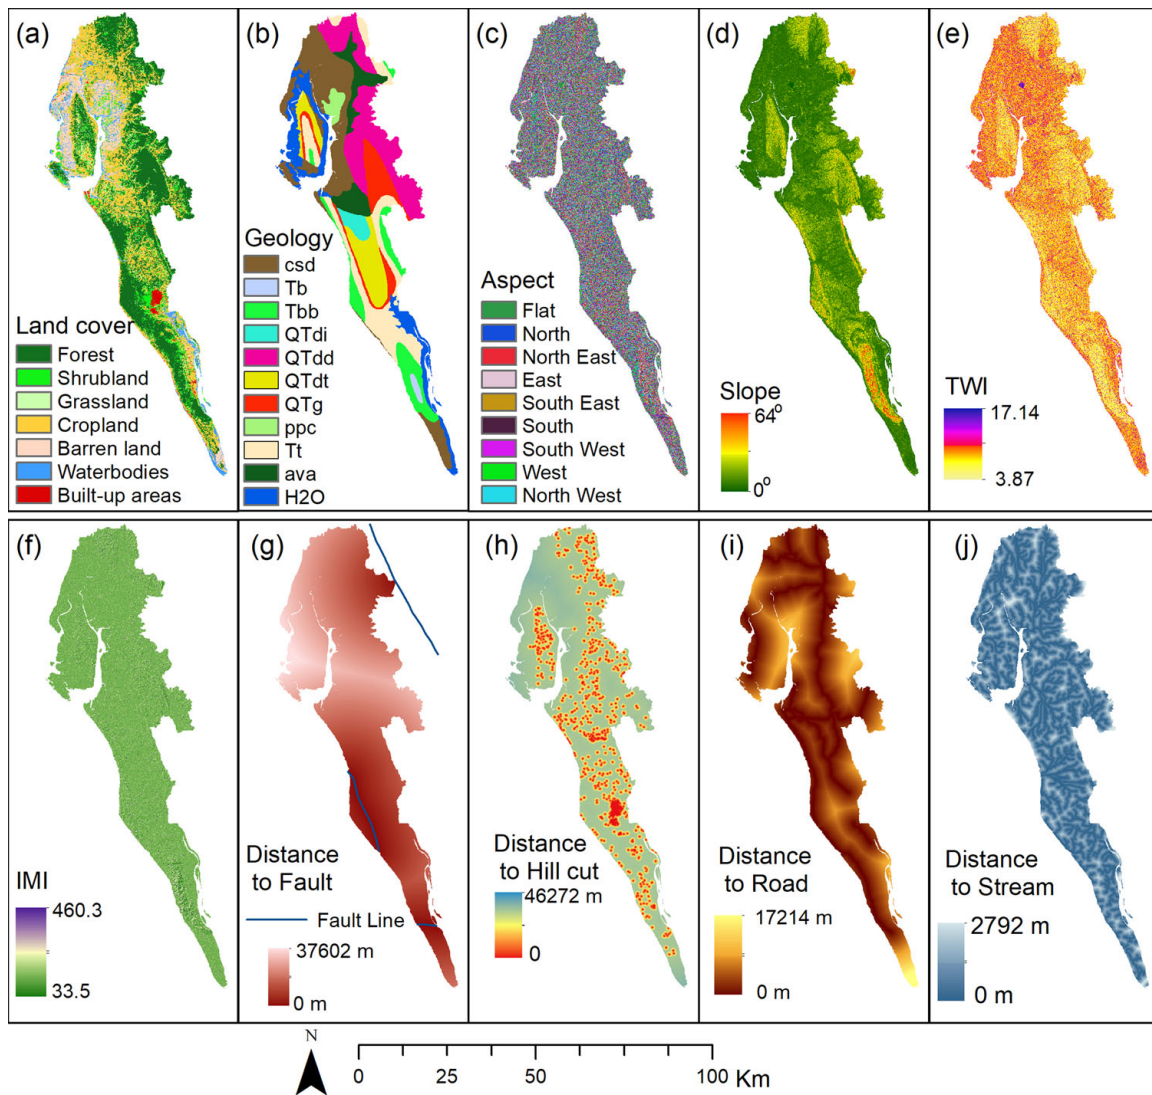 (a)
Land cover
Forest
Shrubland
Grassland
Cropland
Barren land
Waterbodies
Built-up areas
(b)
Geology
csd
Tb
Tbb
QTdi
QTdd
QTdt
QTg
ppc
Tt
ava
H2O
(c)
Aspect
Flat
North
North East
East
South East
South
South West
West
North West
(d)
Slope
64°
0°
(e)
TWI
17.14
3.87
(f)
IMI
460.3
33.5
(g)
Distance
to Fault
Fault Line
37602 m
0 m
(h)
Distance
to Hill cut
46272 m
0
(i)
Distance
to Road
17214 m
0 m
(j)
Distance
to Stream
2792 m
0 m
N
0 25 50 100 Km